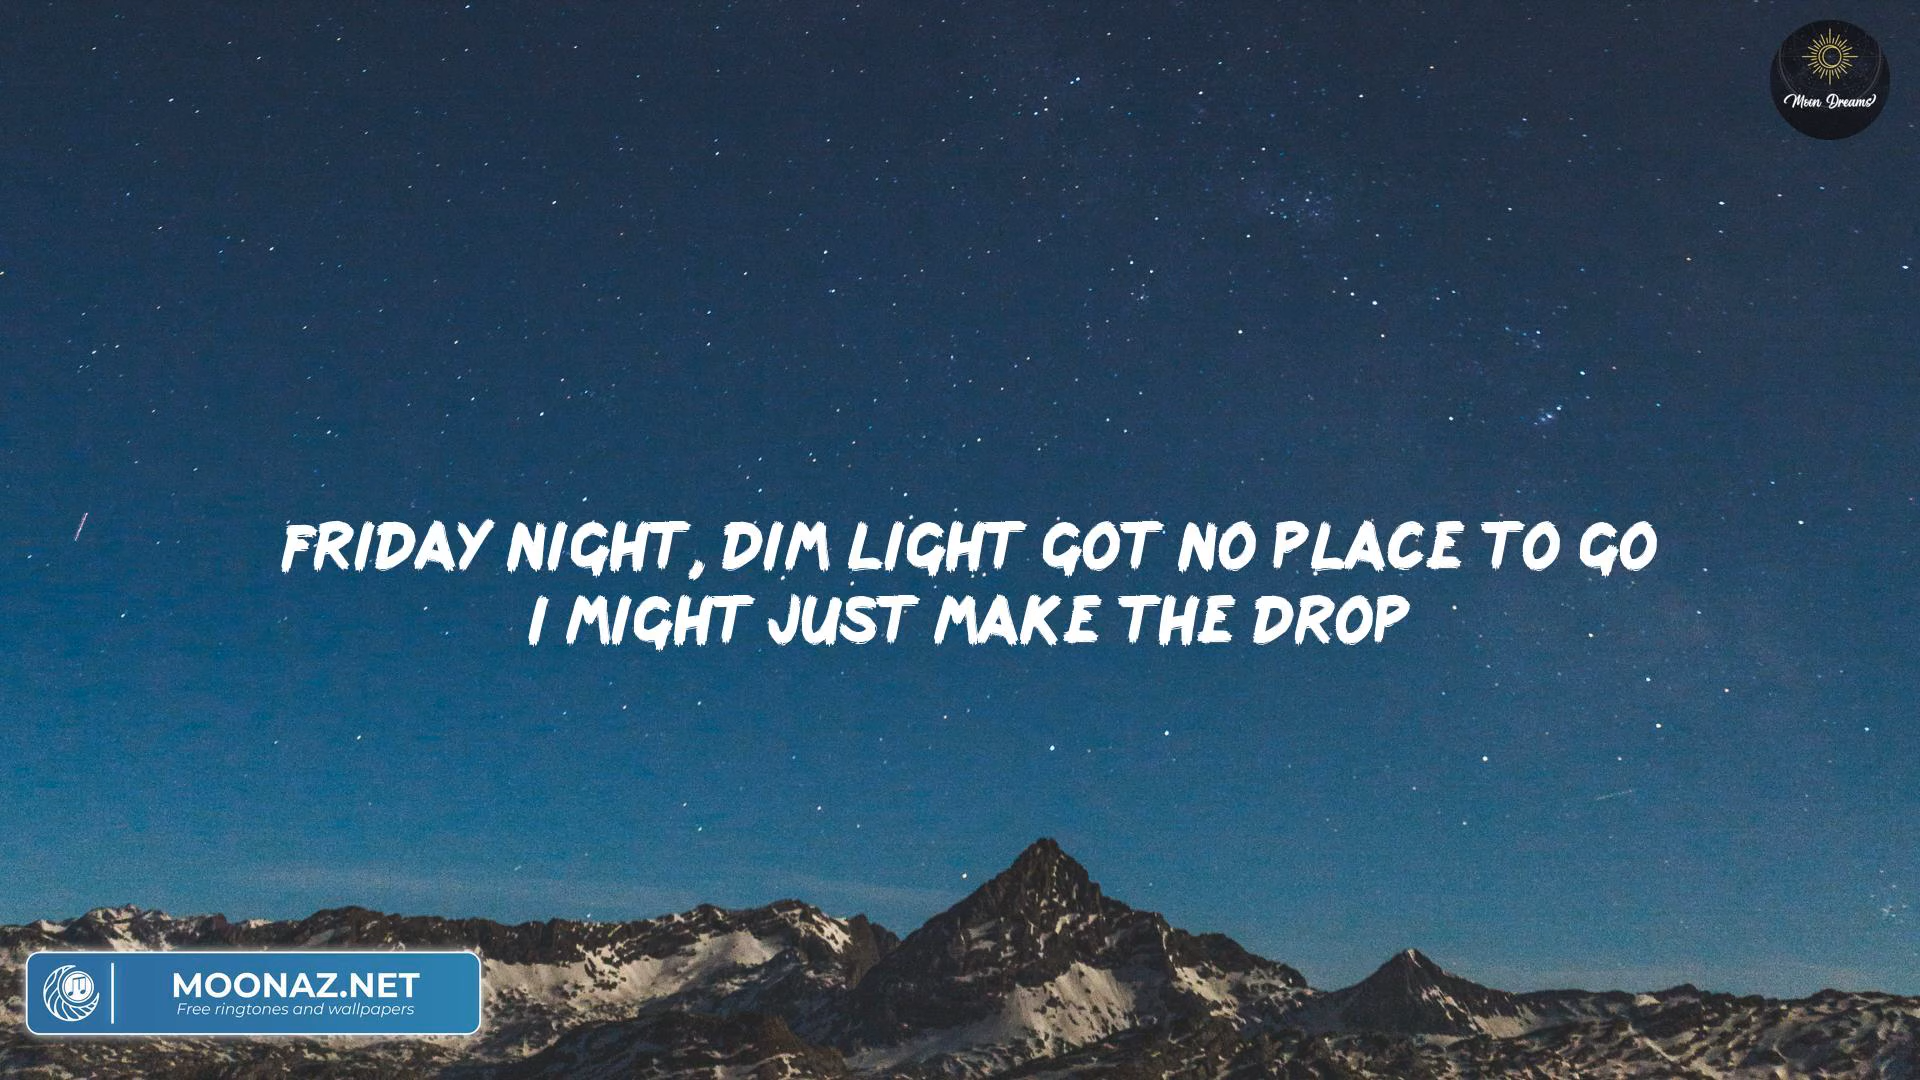 Moon Dreams
FRIDAY NIGHT, DIM LIGHT GOT NO PLACE TO GO
I MIGHT JUST MAKE THE DROP
MOONAZ.NET
Free ringtones and wallpapers